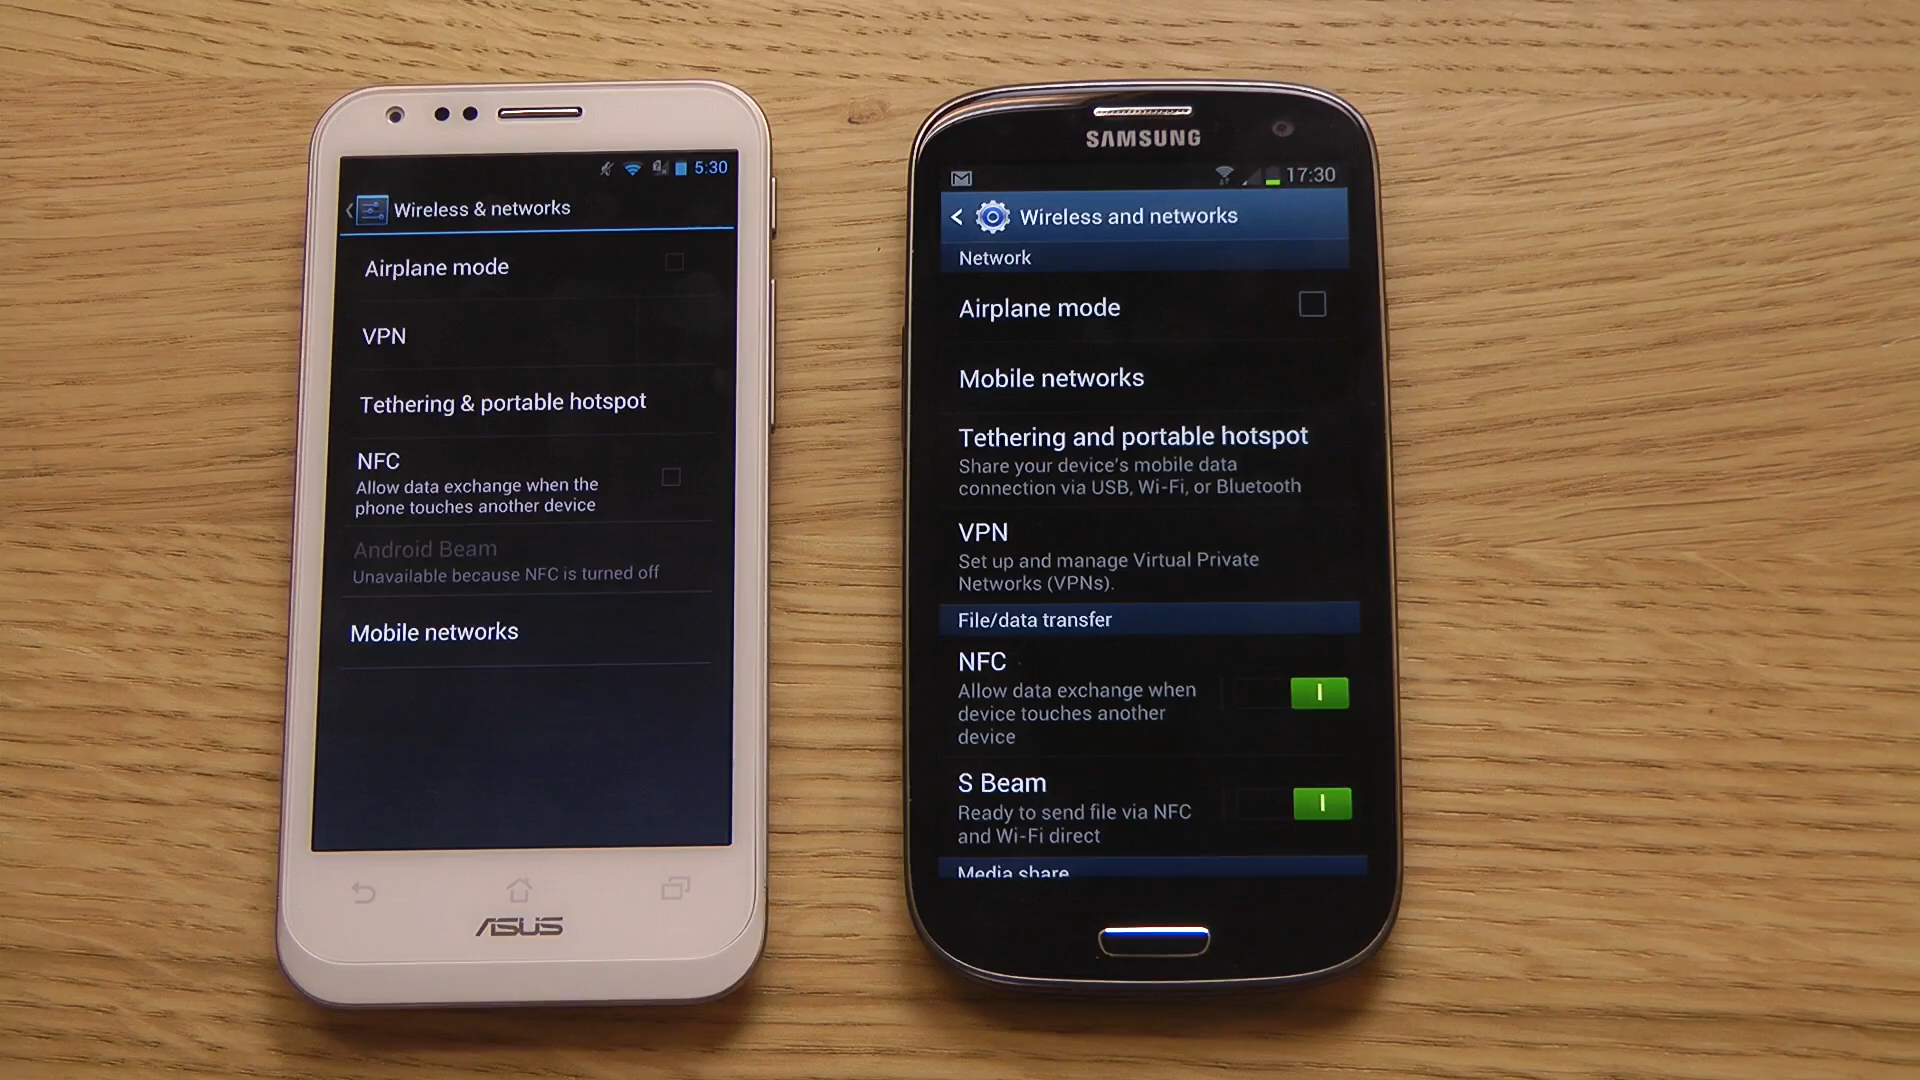 5:30
Wireless & networks
Airplane mode
VPN
Tethering & portable hotspot
NFC
Allow data exchange when the
phone touches another device
Android Beam
Unavailable because NFC is turned off
Mobile networks
ASUS
SAMSUNG
17:30
Wireless and networks
Network
Airplane mode
Mobile networks
Tethering and portable hotspot
Share your device's mobile data
connection via USB, Wi-Fi, or Bluetooth
VPN
Set up and manage Virtual Private
Networks (VPNs).
File/data transfer
NFC
Allow data exchange when
device touches another
device
S Beam
Ready to send file via NFC
and Wi-Fi direct
Media share